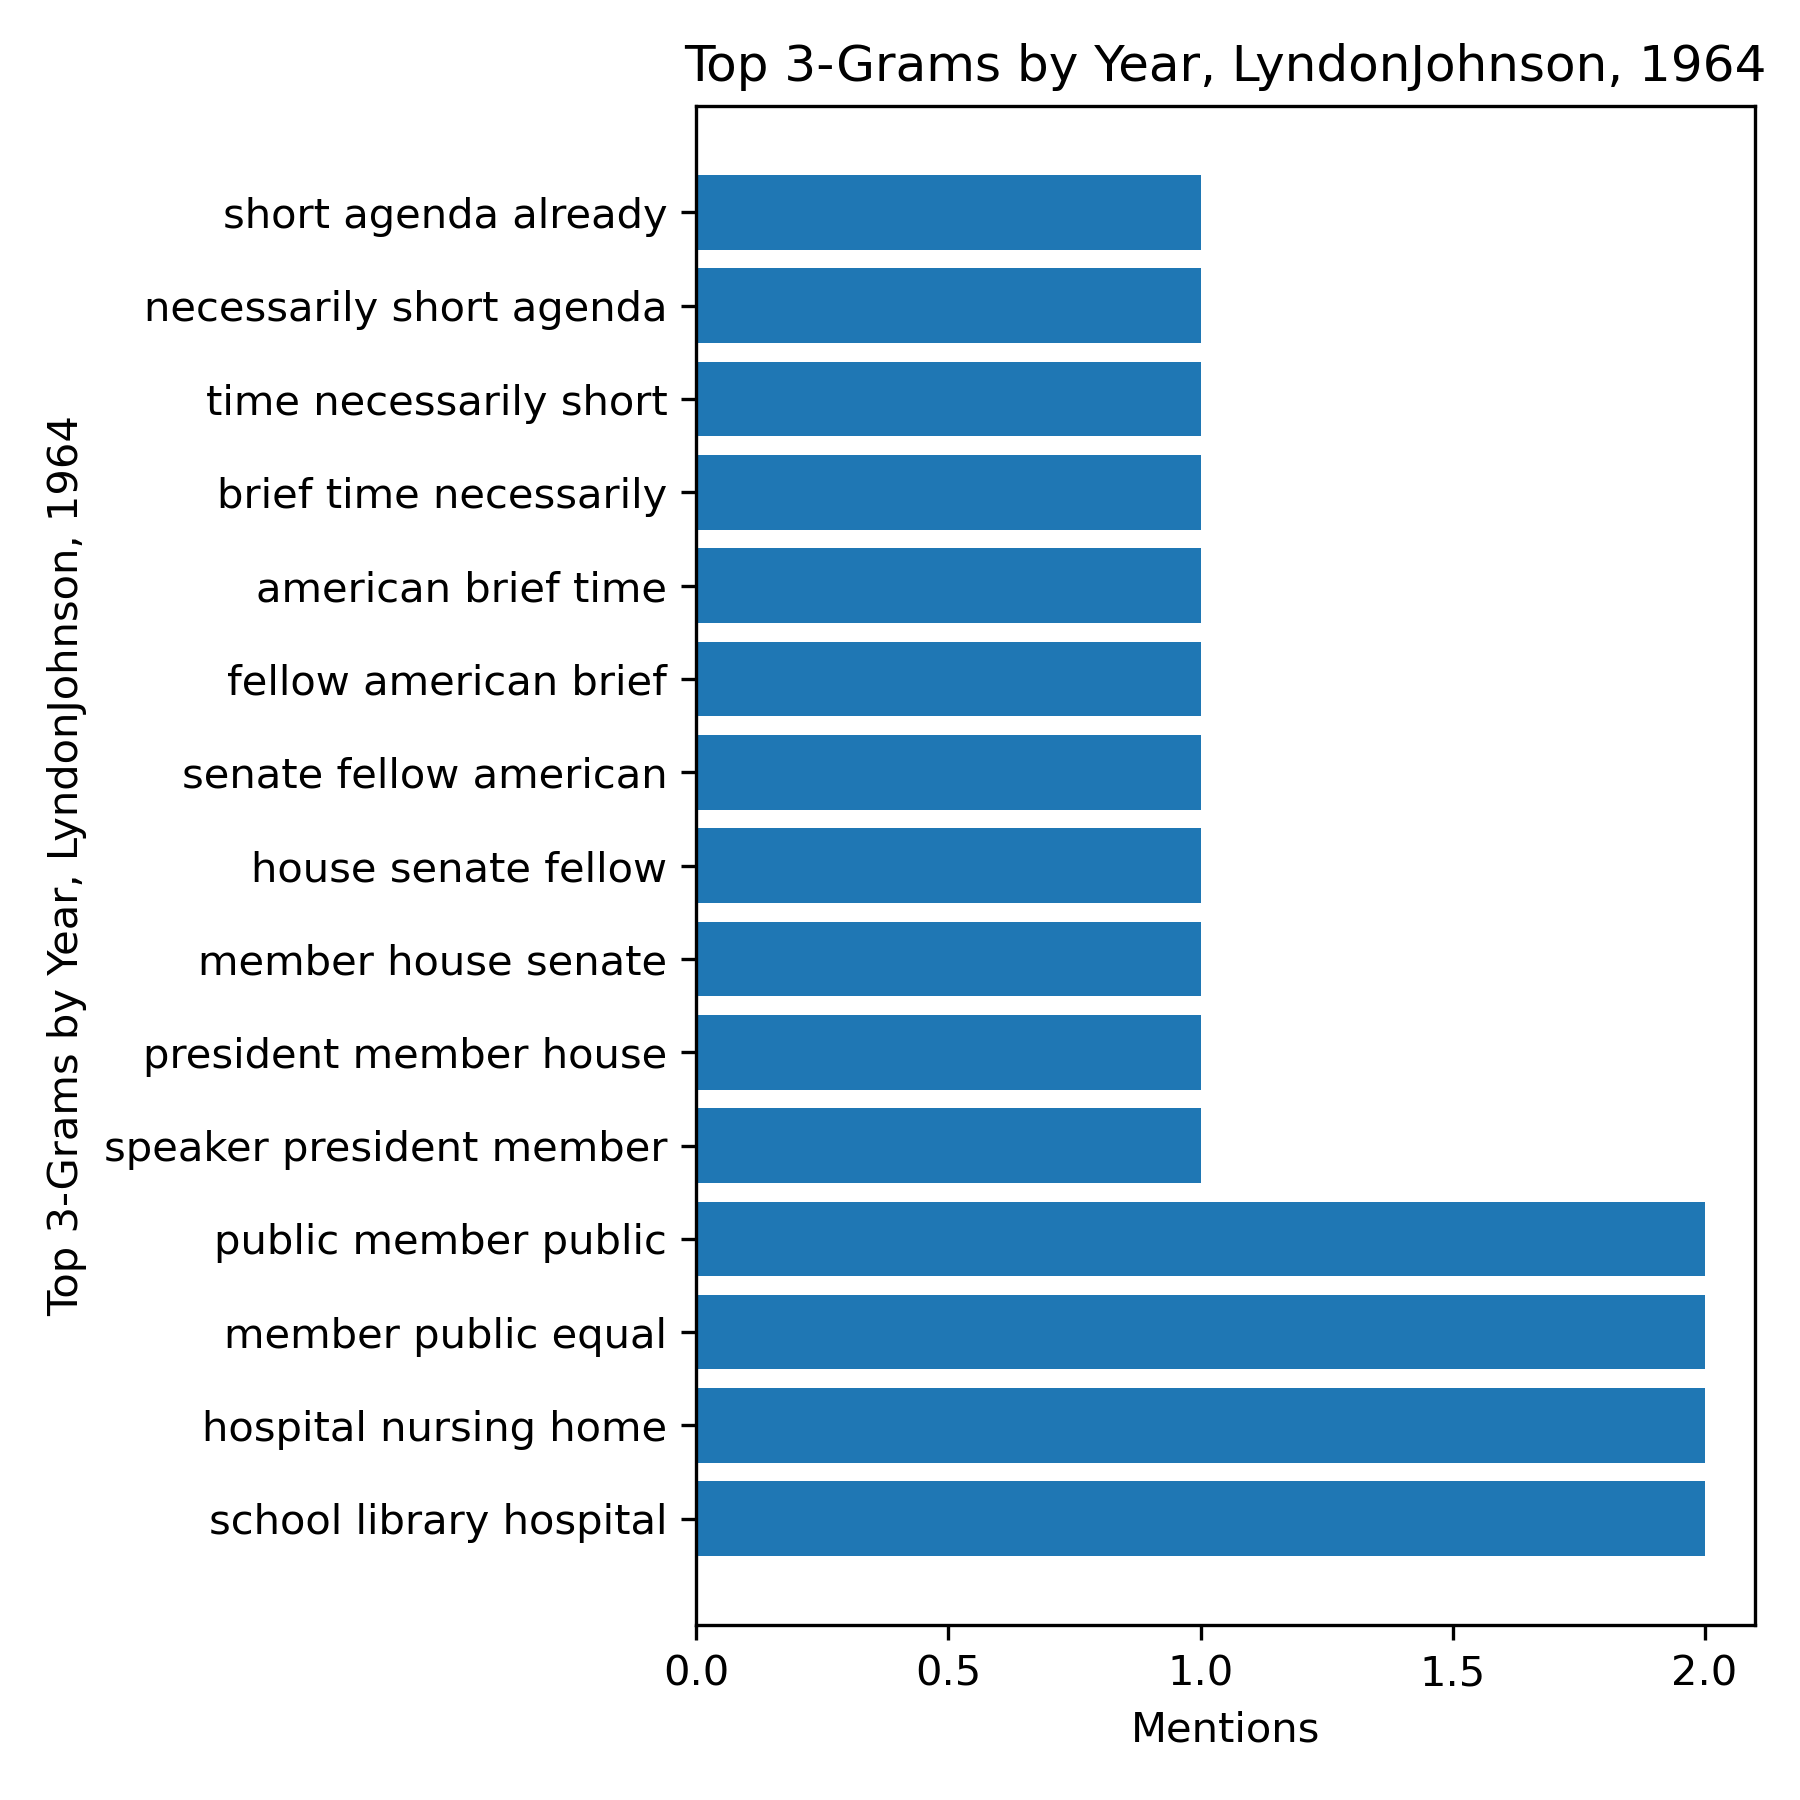 Top 3-Grams by Year, LyndonJohnson, 1964
Top 3-Grams by Year, LyndonJohnson, 1964
short agenda already
necessarily short agenda
time necessarily short
brief time necessarily
american brief time
fellow american brief
senate fellow american
house senate fellow
member house senate
president member house
speaker president member
public member public
member public equal
hospital nursing home
school library hospital
0.0 0.5 1.0 1.5 2.0
Mentions